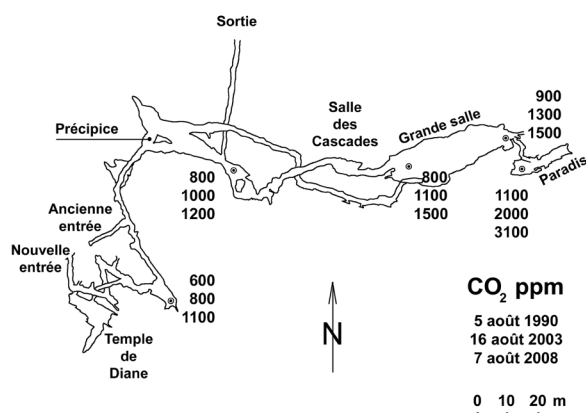 Sortie
Précipice
Salle
des
Cascades
Grande salle
900
1300
1500
Paradis
800
1000
1200
800
1100
1500
1100
2000
3100
Ancienne
entrée
Nouvelle
entrée
600
800
1100
Temple
de
Diane
N
CO₂ ppm
5 août 1990
16 août 2003
7 août 2008
0 10 20 m